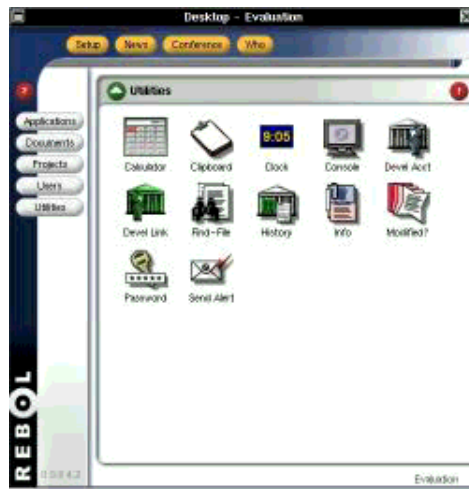 Desktop - Evaluation
Setup News Conference Who
Utilities
Applications
Documents
Projects
Users
Utilities
Calculator Clipboard 9:05 Clock Console Devel Acct
Devel Link Find-File History Info Modified?
Password Send Alert
REBOL
Evaluation